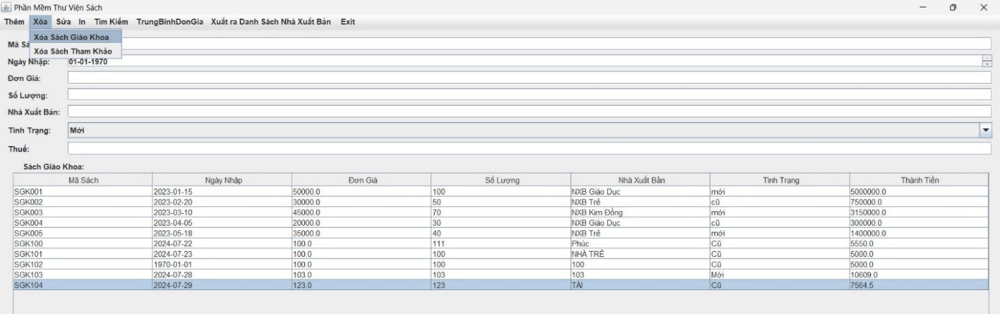 Phần Mềm Thư Viện Sách
Thêm Xóa Sửa In Tìm Kiếm TrungBinhDonGia Xuất ra Danh Sách Nhà Xuất Bản Exit
Xóa Sách Giáo Khoa
Mã Sá
Xóa Sách Tham Khảo
Ngày Nhập: 01-01-1970
Đơn Giá:
Số Lượng:
Nhà Xuất Bản:
Tình Trạng: Mới
Thuế:
Sách Giáo Khoa:
Mã Sách Ngày Nhập Đơn Giá Số Lượng Nhà Xuất Bản Tình Trạng Thành Tiền
SGK001 2023-01-15 50000.0 100 NXB Giáo Dục mới 5000000.0
SGK002 2023-02-20 30000.0 50 NXB Trẻ cũ 750000.0
SGK003 2023-03-10 45000.0 70 NXB Kim Đồng mới 3150000.0
SGK004 2023-04-05 20000.0 30 NXB Giáo Dục cũ 300000.0
SGK005 2023-05-18 35000.0 40 NXB Trẻ mới 1400000.0
SGK100 2024-07-22 100.0 111 Phúc Cũ 5550.0
SGK101 2024-07-23 100.0 100 NHÀ TRẺ Cũ 5000.0
SGK102 1970-01-01 100.0 100 100 Cũ 5000.0
SGK103 2024-07-28 103.0 103 103 Mới 10609.0
SGK104 2024-07-29 123.0 123 TÀI Cũ 7564.5